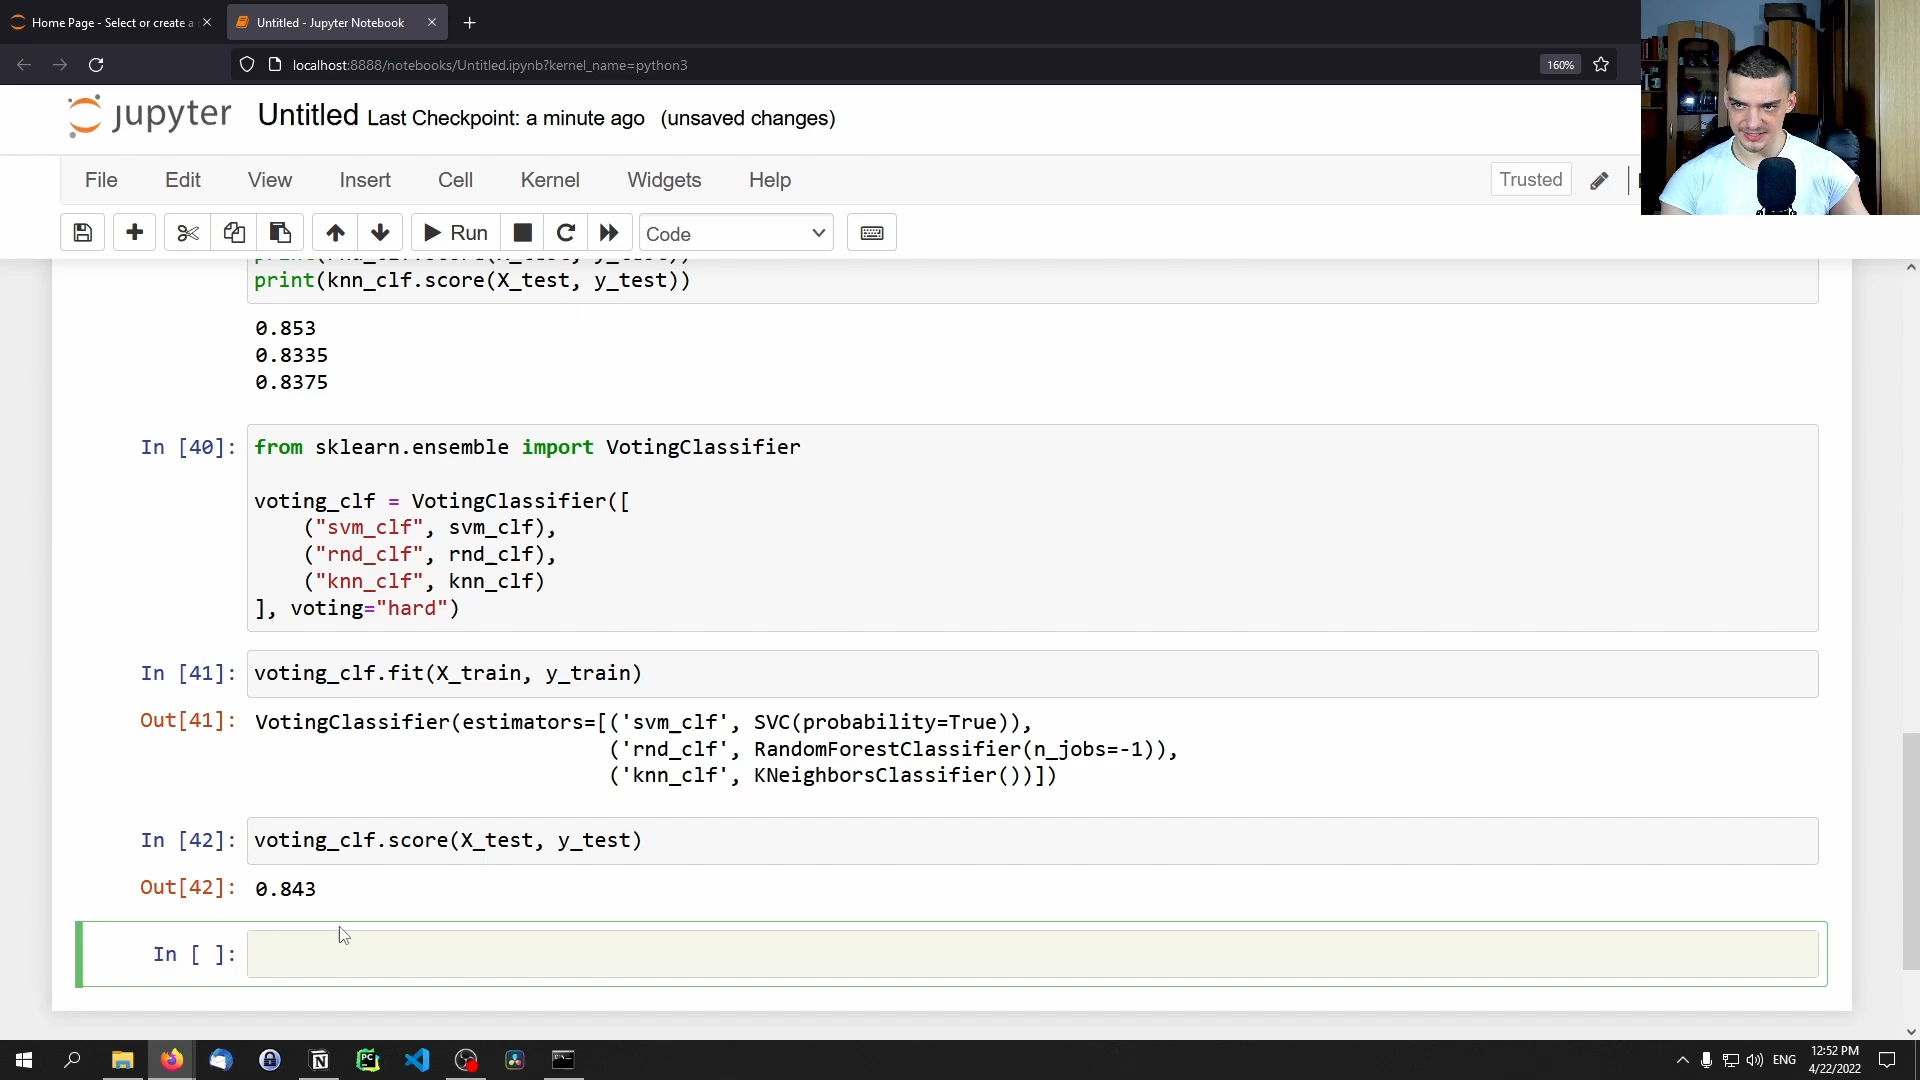 Home Page - Select or create a
Untitled - Jupyter Notebook
localhost:8888/notebooks/Untitled.ipynb?kernel_name=python3
160%
jupyter Untitled Last Checkpoint: a minute ago (unsaved changes)
File Edit View Insert Cell Kernel Widgets Help
Trusted
Run
Code
print(knn_clf.score(X_test, y_test))
0.853
0.8335
0.8375
In [40]: from sklearn.ensemble import VotingClassifier
voting_clf = VotingClassifier([
("svm_clf", svm_clf),
("rnd_clf", rnd_clf),
("knn_clf", knn_clf)
], voting="hard")
In [41]: voting_clf.fit(X_train, y_train)
Out[41]: VotingClassifier(estimators=[('svm_clf', SVC(probability=True)),
('rnd_clf', RandomForestClassifier(n_jobs=-1)),
('knn_clf', KNeighborsClassifier())])
In [42]: voting_clf.score(X_test, y_test)
Out[42]: 0.843
In [ ]:
ENG
12:52 PM
4/22/2022